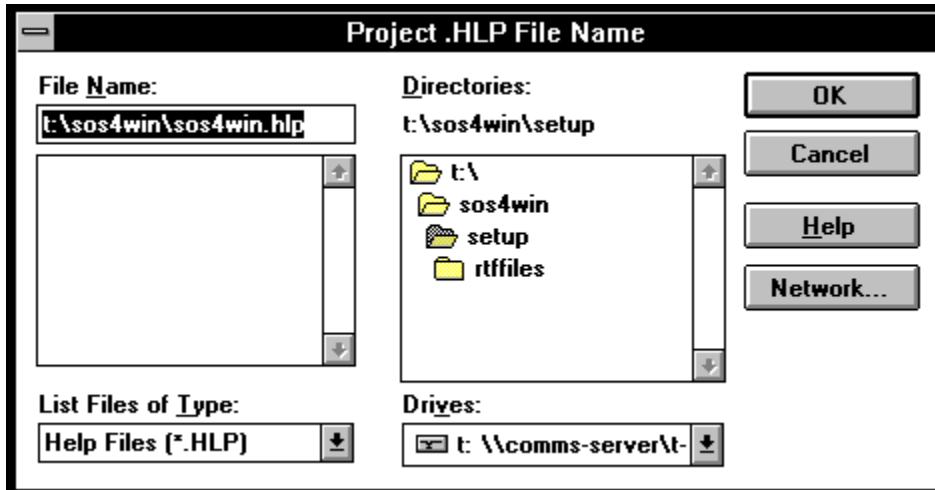 Project .HLP File Name
File Name:
t:\sos4win\sos4win.hlp
List Files of Type:
Help Files (*.HLP)
Directories:
t:\sos4win\setup
t:\
sos4win
setup
rtffiles
Drives:
t: \\comms-server\t-
OK
Cancel
Help
Network...